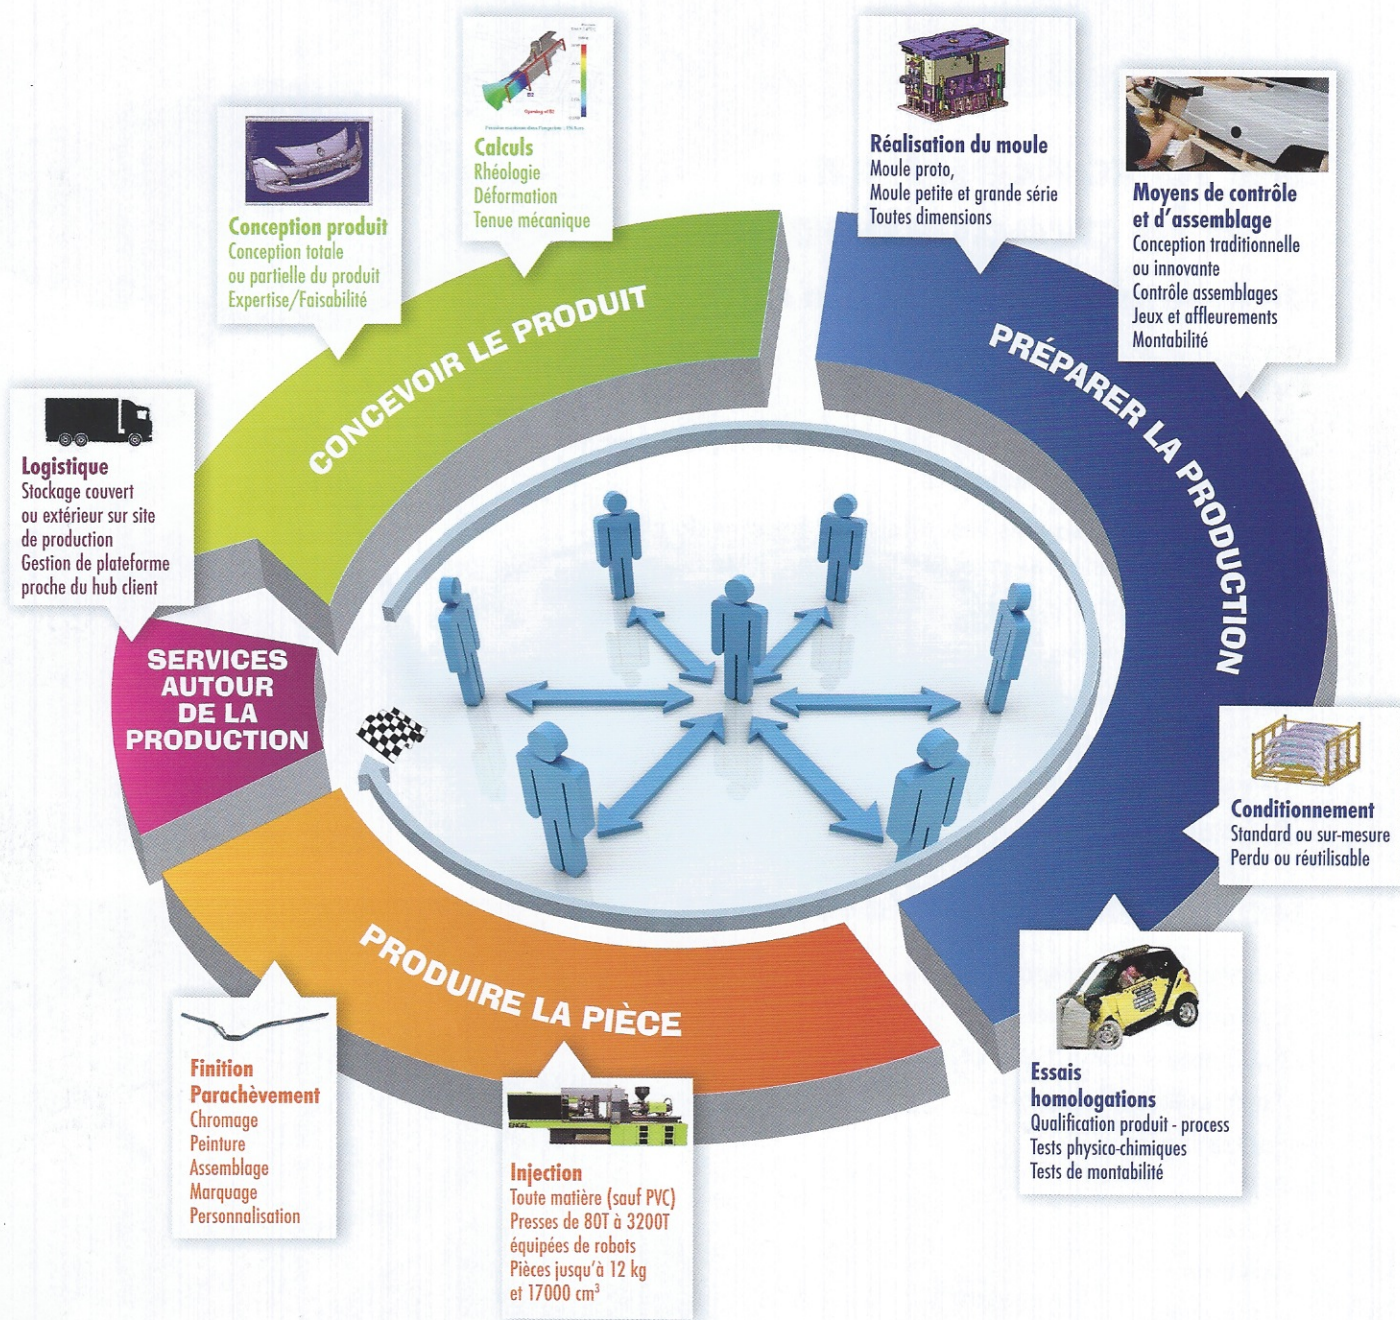 Calculs
Rhéologie
Déformation
Tenue mécanique
Conception produit
Conception totale
ou partielle du produit
Expertise/Faisabilité
Réalisation du moule
Moule proto,
Moule petite et grande série
Toutes dimensions
Moyens de contrôle
et d'assemblage
Conception traditionnelle
ou innovante
Contrôle assemblages
Jeux et affleurements
Montabilité
CONCEVOIR LE PRODUIT
PRÉPARER LA PRODUCTION
Logistique
Stockage couvert
ou extérieur sur site
de production
Gestion de plateforme
proche du hub client
SERVICES
AUTOUR
DE LA
PRODUCTION
Conditionnement
Standard ou sur-mesure
Perdu ou réutilisable
PRODUIRE LA PIÈCE
Essais
homologations
Qualification produit - process
Tests physico-chimiques
Tests de montabilité
Finition
Parachèvement
Chromage
Peinture
Assemblage
Marquage
Personnalisation
ENGEL
Injection
Toute matière (sauf PVC)
Presses de 80T à 3200T
équipées de robots
Pièces jusqu'à 12 kg
et 17000 cm³